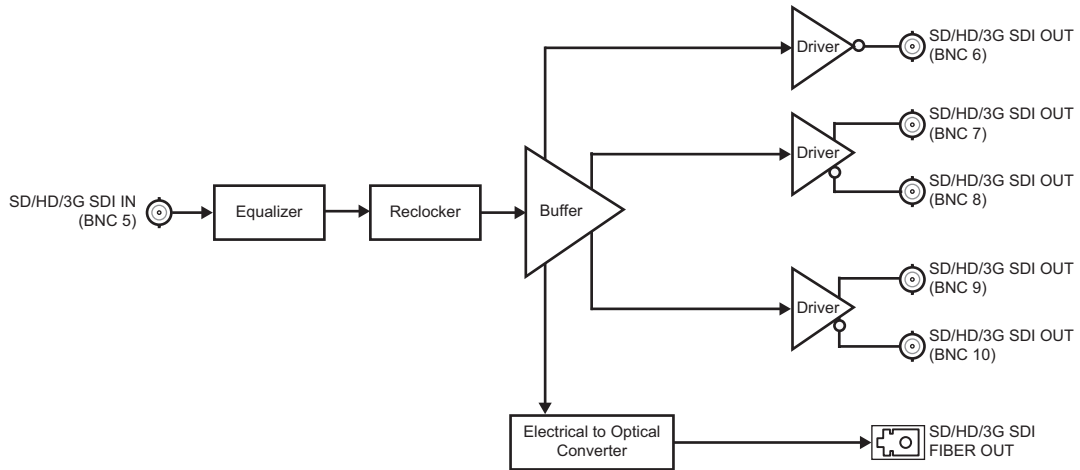 SD/HD/3G SDI IN
(BNC 5)
Equalizer
Reclocker
Buffer
Driver
SD/HD/3G SDI OUT
(BNC 6)
Driver
SD/HD/3G SDI OUT
(BNC 7)
SD/HD/3G SDI OUT
(BNC 8)
Driver
SD/HD/3G SDI OUT
(BNC 9)
SD/HD/3G SDI OUT
(BNC 10)
Electrical to Optical
Converter
SD/HD/3G SDI
FIBER OUT